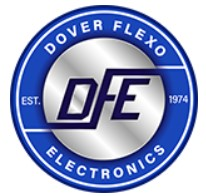 DOVER FLEXO
EST. DFE 1974
ELECTRONICS